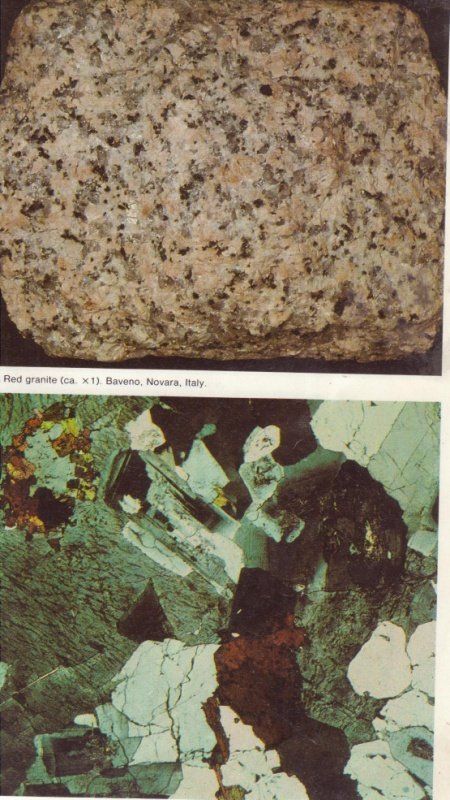 Red granite (ca. ×1). Baveno, Novara, Italy.